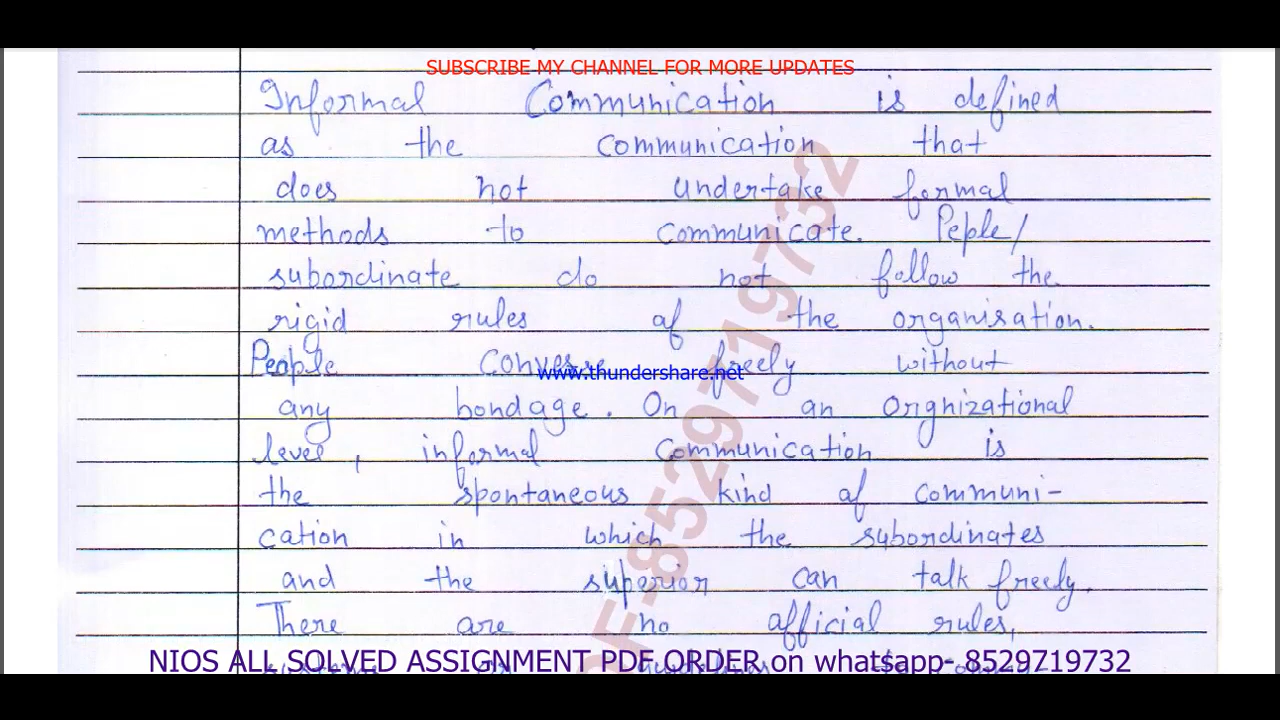 SUBSCRIBE MY CHANNEL FOR MORE UPDATES
Informal Communication is defined
as the communication that
does not undertake formal
methods to communicate. Peple/
subordinate do not follow the
rigid rules of the organisation.
People converse freely without
www.thundershare.net
any bondage. On an Orgnizational
level, informal Communication is
the spontaneous kind of communi-
cation in which the subordinates
and the superior can talk freely.
There are no official rules,
NIOS ALL SOLVED ASSIGNMENT PDF ORDER on whatsapp- 8529719732
PDF-8529719732